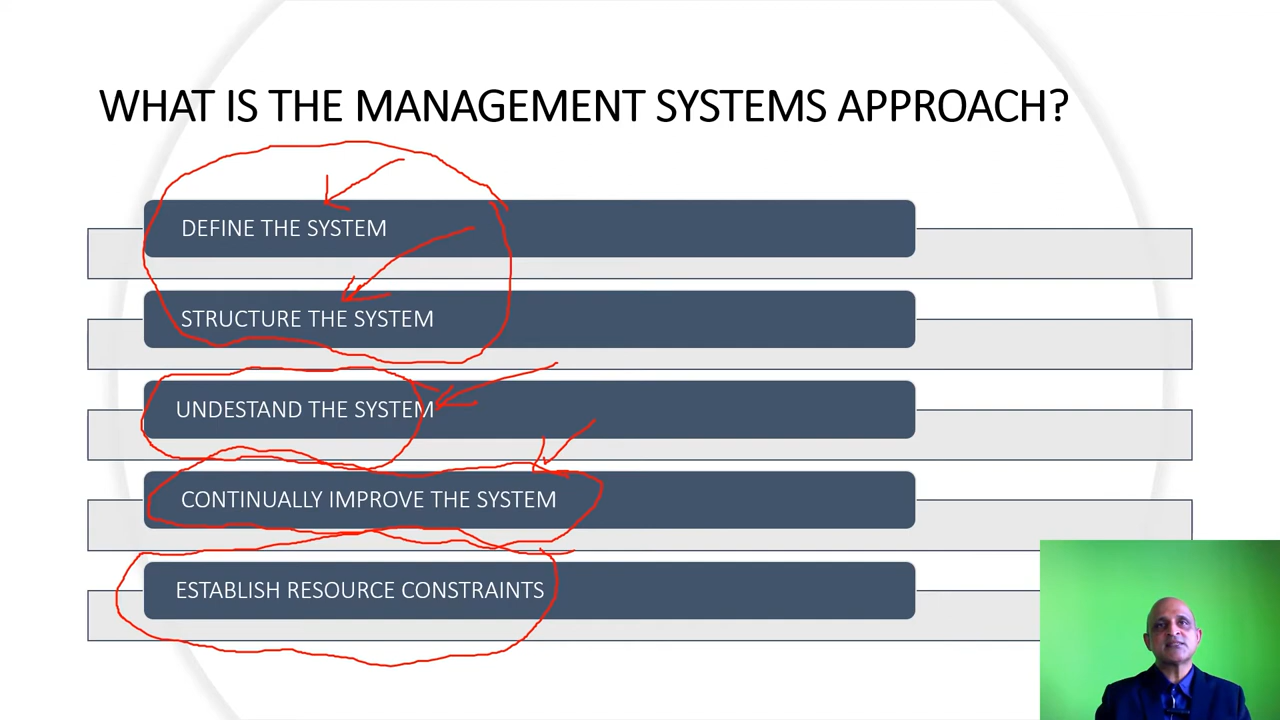 WHAT IS THE MANAGEMENT SYSTEMS APPROACH?
DEFINE THE SYSTEM
STRUCTURE THE SYSTEM
UNDESTAND THE SYSTEM
CONTINUALLY IMPROVE THE SYSTEM
ESTABLISH RESOURCE CONSTRAINTS